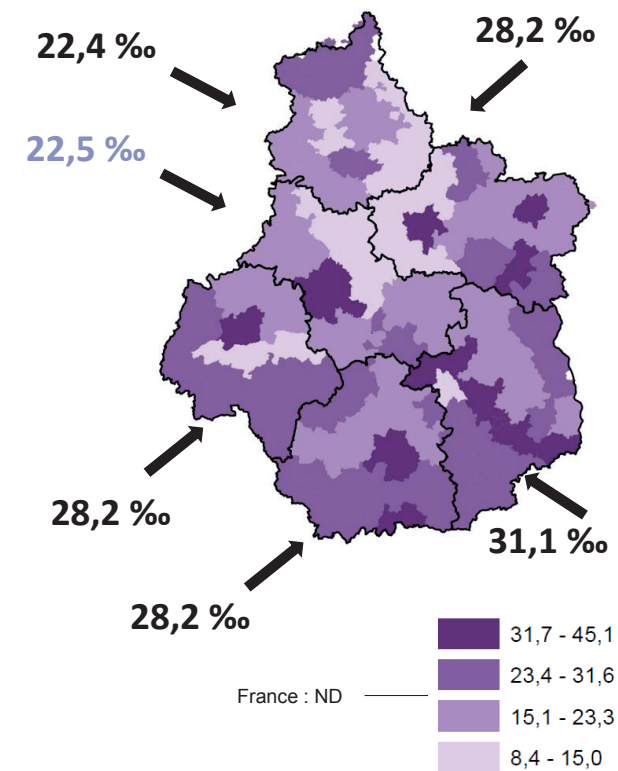 22,4 ‰
28,2 ‰
22,5 ‰
28,2 ‰
31,1 ‰
28,2 ‰
31,7 - 45,1
23,4 - 31,6
France : ND
15,1 - 23,3
8,4 - 15,0